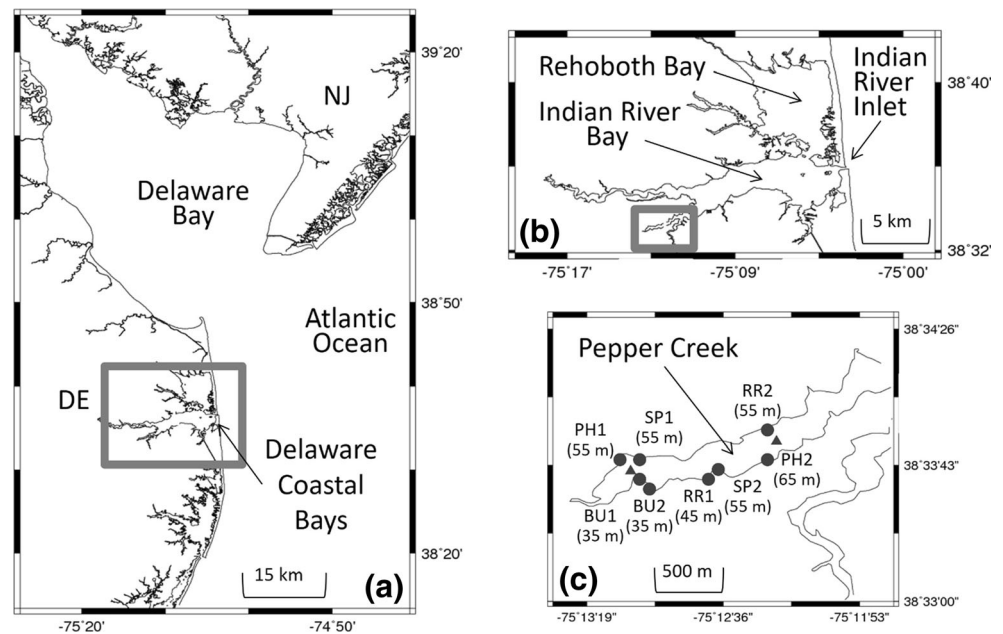 39˚20'
NJ
Delaware
Bay
38˚50'
Atlantic
Ocean
DE
Delaware
Coastal
Bays
38˚20'
15 km
(a)
-75˚20'
-74˚50'
Rehoboth Bay
Indian
River
Inlet
38˚40'
Indian River
Bay
5 km
(b)
38˚32'
-75˚17'
-75˚09'
-75˚00'
38˚34'26"
Pepper Creek
RR2
(55 m)
SP1
(55 m)
PH1
(55 m)
38˚33'43"
PH2
(65 m)
SP2
(55 m)
RR1
(45 m)
BU2
(35 m)
BU1
(35 m)
500 m
(c)
38˚33'00"
-75˚13'19"
-75˚12'36"
-75˚11'53"